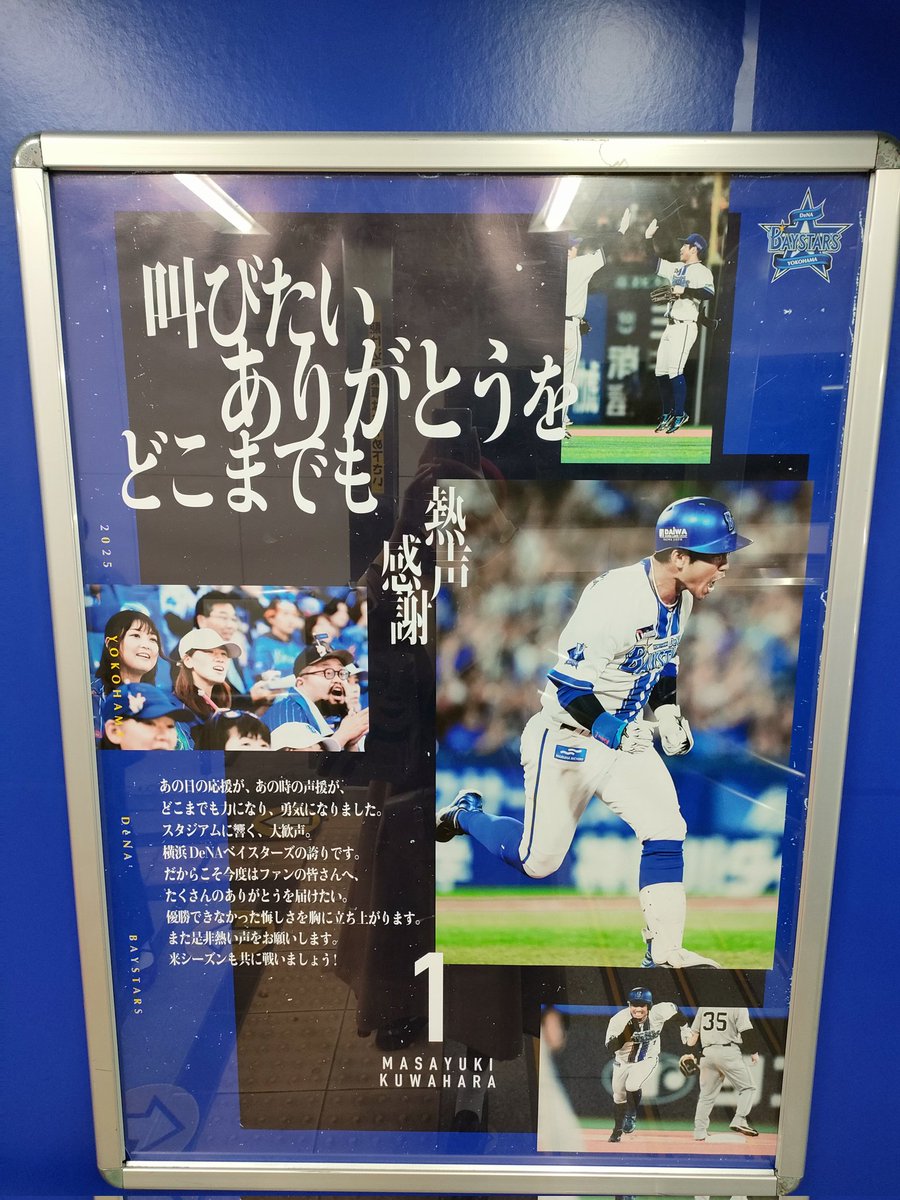 叫びたい
ありがとうを
どこまでも
熱声
感謝
DeNA
BAYSTARS
YOKOHAMA
2025
YOKOHAMA
DeNA
BAYSTARS
DAIWA
BAYSTARS
あの日の応援が、あの時の声援が、
どこまでも力になり、勇気になりました。
スタジアムに響く、大歓声。
横浜DeNAベイスターズの誇りです。
だからこそ今度はファンの皆さんへ、
たくさんのありがとうを届けたい。
優勝できなかった悔しさを胸に立ち上がります。
また是非熱い声をお願いします。
来シーズンも共に戦いましょう!
1
MASAYUKI
KUWAHARA
35